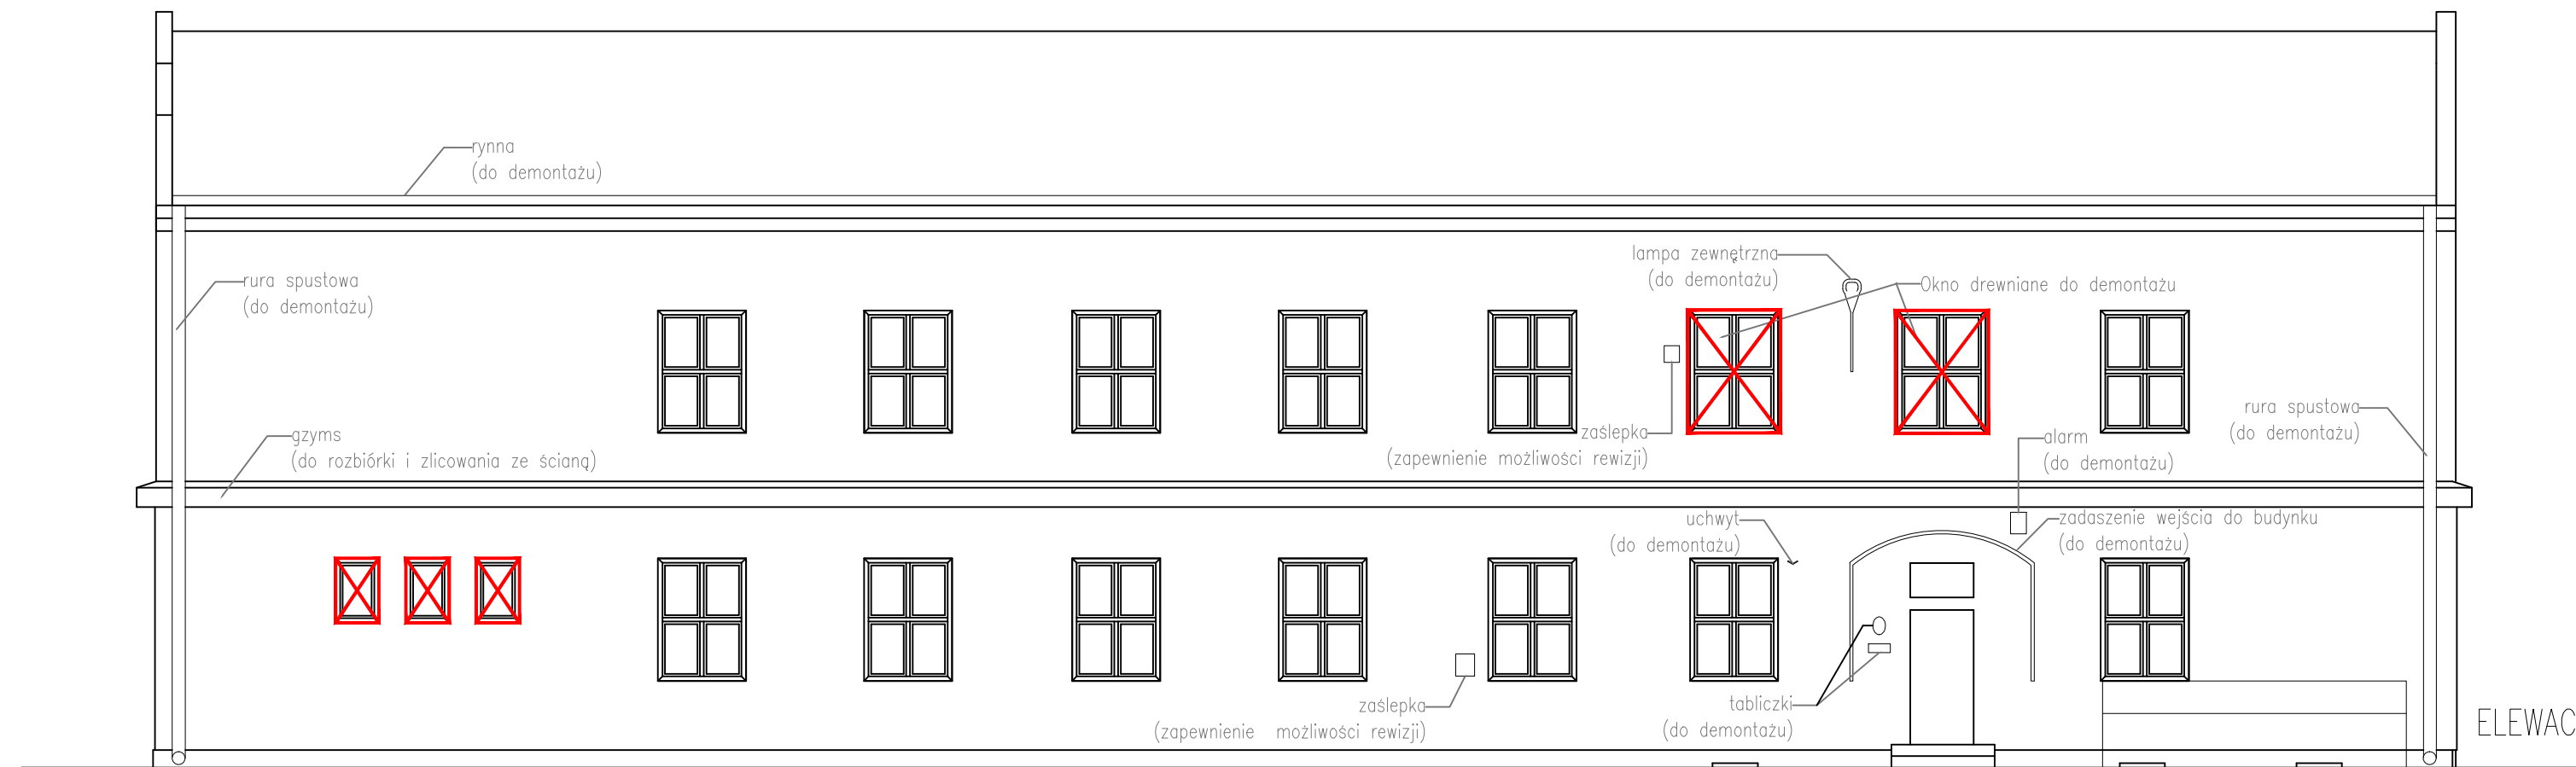 rynna
(do demontażu)
lampa zewnętrzna
(do demontażu)
Okno drewniane do demontażu
rura spustowa
(do demontażu)
rura spustowa
(do demontażu)
gzyms
(do rozbiórki i zlicowania ze ścianą)
zaślepka
(zapewnienie możliwości rewizji)
alarm
(do demontażu)
uchwyt
(do demontażu)
zadaszenie wejścia do budynku
(do demontażu)
zaślepka
(zapewnienie możliwości rewizji)
tabliczki
(do demontażu)
ELEWAC